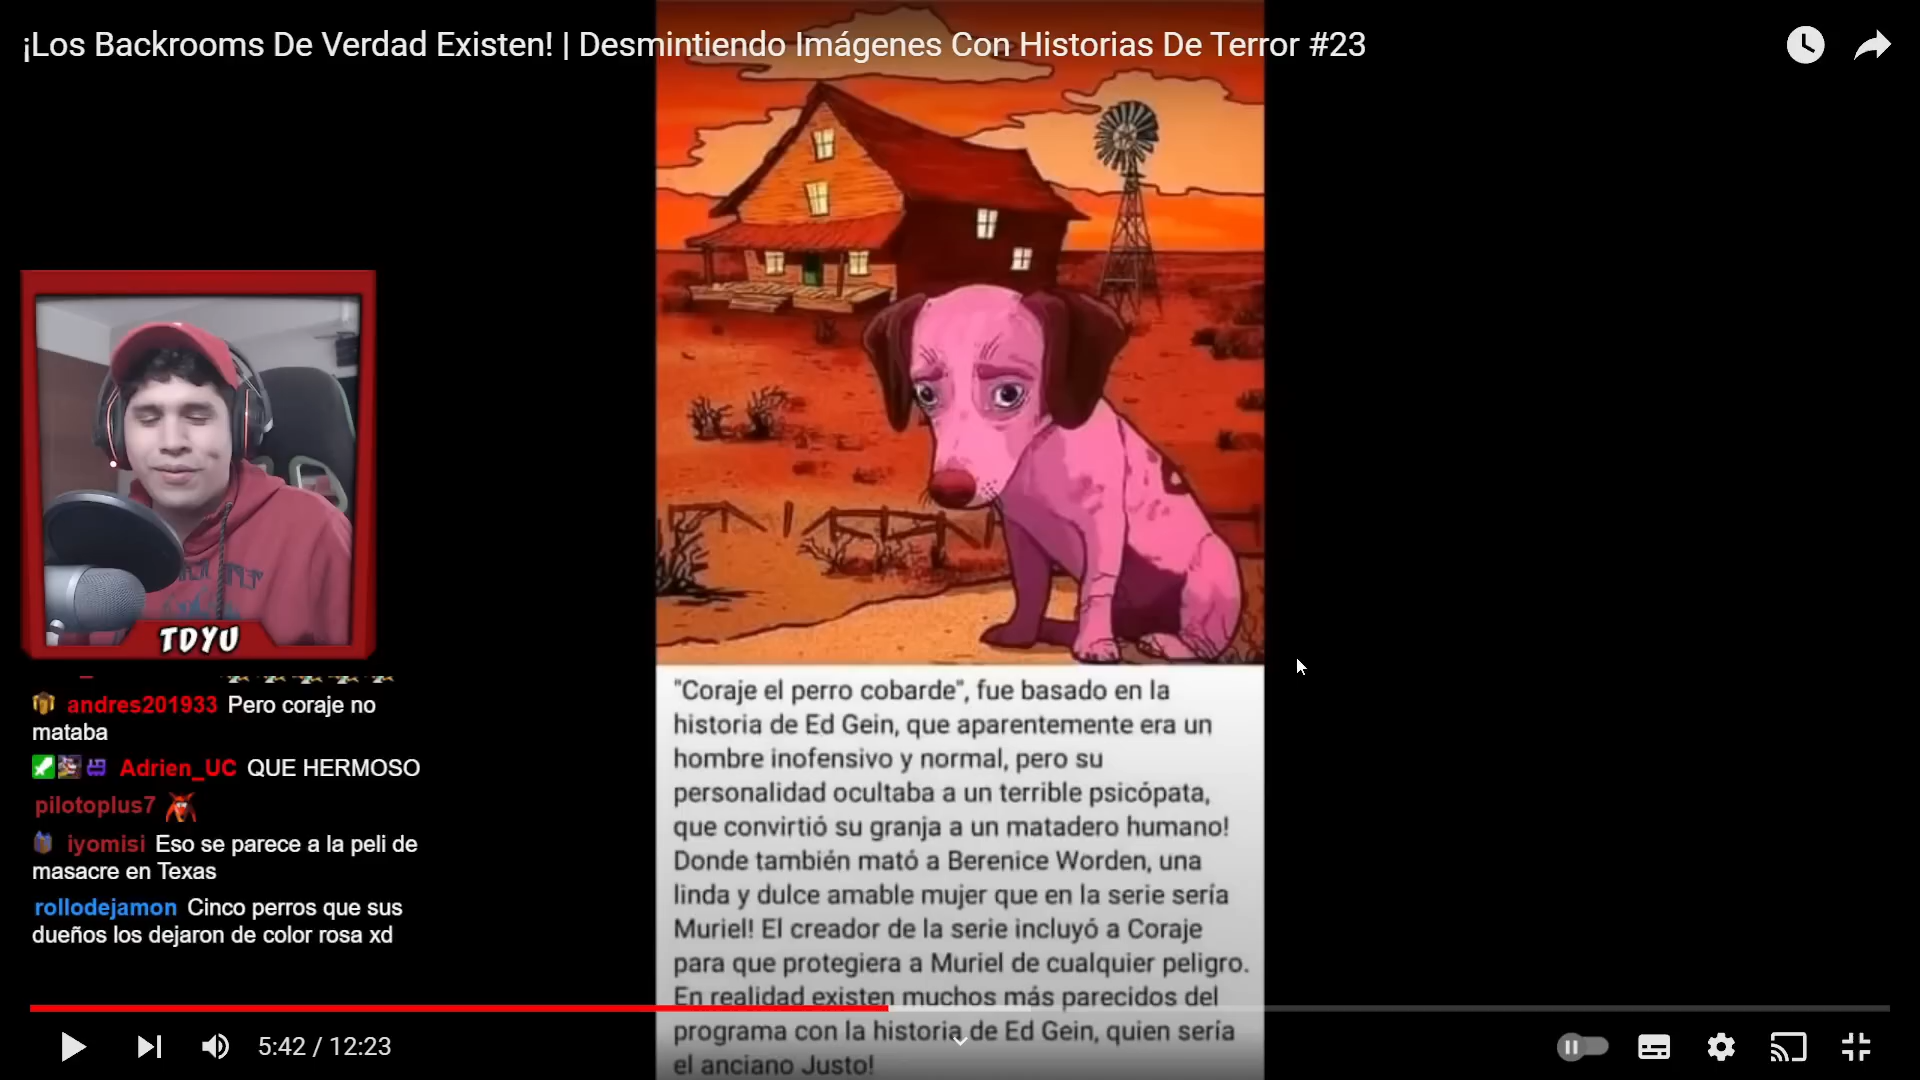 ¡Los Backrooms De Verdad Existen! | Desmintiendo Imágenes Con Historias De Terror #23
TDYU
andres201933 Pero coraje no
mataba
Adrien_UC QUE HERMOSO
pilotoplus7
iyomisi Eso se parece a la peli de
masacre en Texas
rollodejamon Cinco perros que sus
dueños los dejaron de color rosa xd
"Coraje el perro cobarde", fue basado en la
historia de Ed Gein, que aparentemente era un
hombre inofensivo y normal, pero su
personalidad ocultaba a un terrible psicópata,
que convirtió su granja a un matadero humano!
Donde también mató a Berenice Worden, una
linda y dulce amable mujer que en la serie sería
Muriel! El creador de la serie incluyó a Coraje
para que protegiera a Muriel de cualquier peligro.
En realidad existen muchos más parecidos del
programa con la historia de Ed Gein, quien sería
el anciano Justo!
5:42 / 12:23